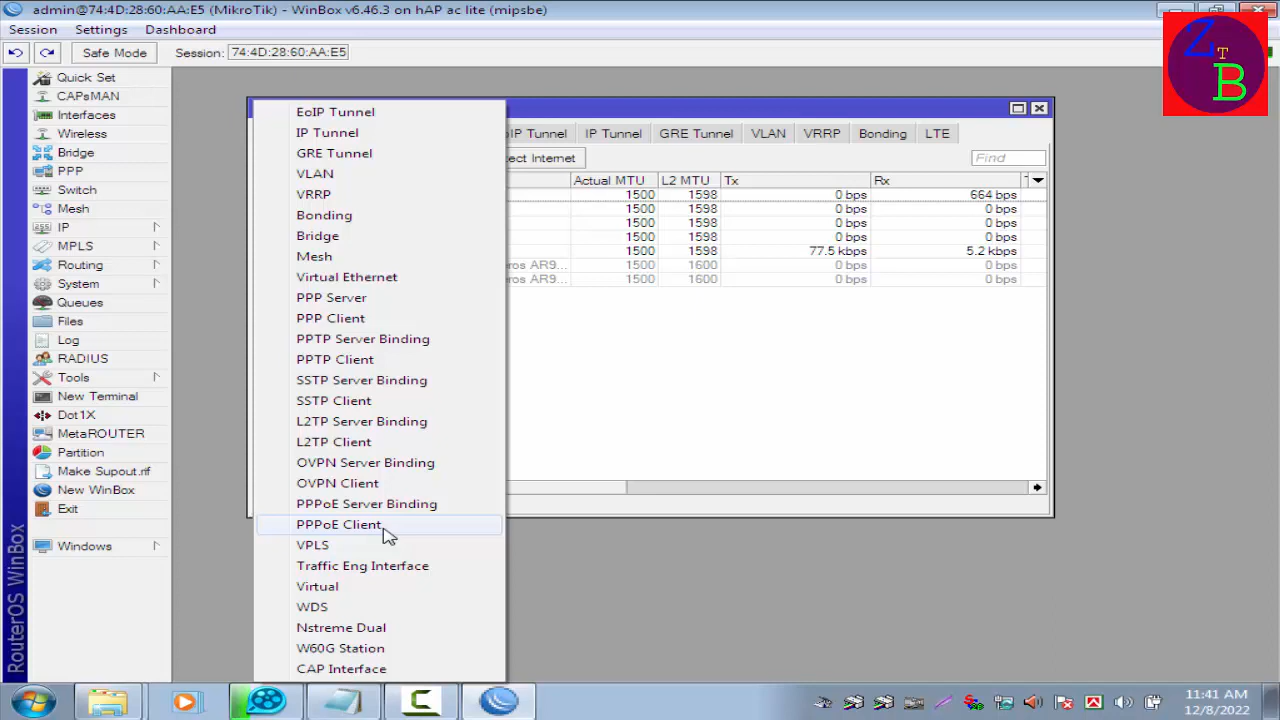 admin@74:4D:28:60:AA:E5 (MikroTik) - WinBox v6.46.3 on hAP ac lite (mipsbe)
Session Settings Dashboard
Safe Mode Session: 74:4D:28:60:AA:E5
Z T B
Quick Set
CAPsMAN
Interfaces
Wireless
Bridge
PPP
Switch
Mesh
IP
MPLS
Routing
System
Queues
Files
Log
RADIUS
Tools
New Terminal
Dot1X
MetaROUTER
Partition
Make Supout.rif
New WinBox
Exit
Windows
RouterOS WinBox
EoIP Tunnel
IP Tunnel
GRE Tunnel
VLAN
VRRP
Bonding
Bridge
Mesh
Virtual Ethernet
PPP Server
PPP Client
PPTP Server Binding
PPTP Client
SSTP Server Binding
SSTP Client
L2TP Server Binding
L2TP Client
OVPN Server Binding
OVPN Client
PPPoE Server Binding
PPPoE Client
VPLS
Traffic Eng Interface
Virtual
WDS
Nstreme Dual
W60G Station
CAP Interface
oIP Tunnel IP Tunnel GRE Tunnel VLAN VRRP Bonding LTE
tect Internet Find
Actual MTU L2 MTU Tx Rx
1500 1598 0 bps 664 bps
1500 1598 0 bps 0 bps
1500 1598 0 bps 0 bps
1500 1598 0 bps 0 bps
1500 1598 77.5 kbps 5.2 kbps
eros AR9... 1500 1600 0 bps 0 bps
eros AR9... 1500 1600 0 bps 0 bps
11:41 AM
12/8/2022